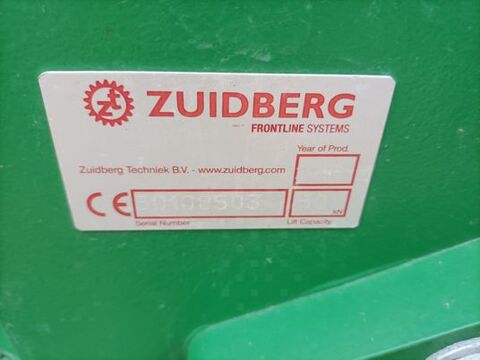 ZUIDBERG
FRONTLINE SYSTEMS
Year of Prod.
Zuidberg Techniek B.V. - www.zuidberg.com
CE
Serial Number
kN
Lift Capacity